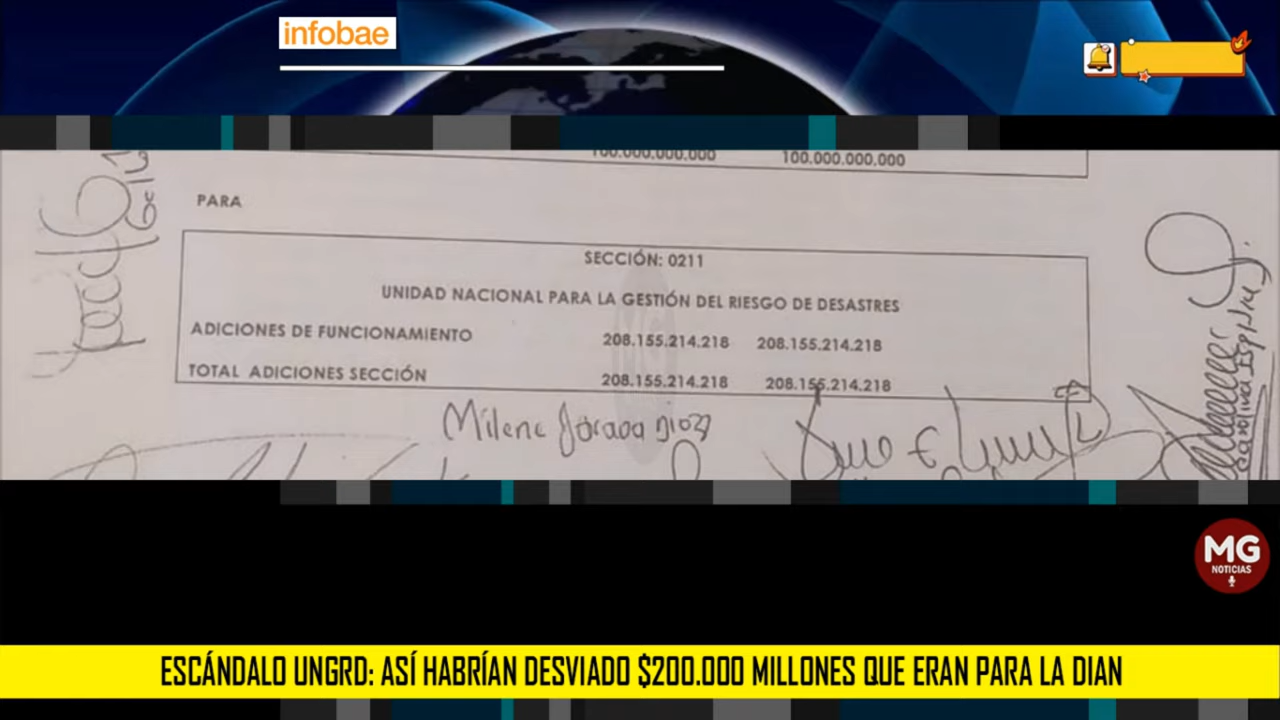 infobae
100.000.000.000 100.000.000.000
PARA
SECCIÓN: 0211
UNIDAD NACIONAL PARA LA GESTIÓN DEL RIESGO DE DESASTRES
ADICIONES DE FUNCIONAMIENTO 208.155.214.218 208.155.214.218
TOTAL ADICIONES SECCIÓN 208.155.214.218 208.155.214.218
Milene
MG
NOTICIAS
ESCÁNDALO UNGRD: ASÍ HABRÍAN DESVIADO $200.000 MILLONES QUE ERAN PARA LA DIAN